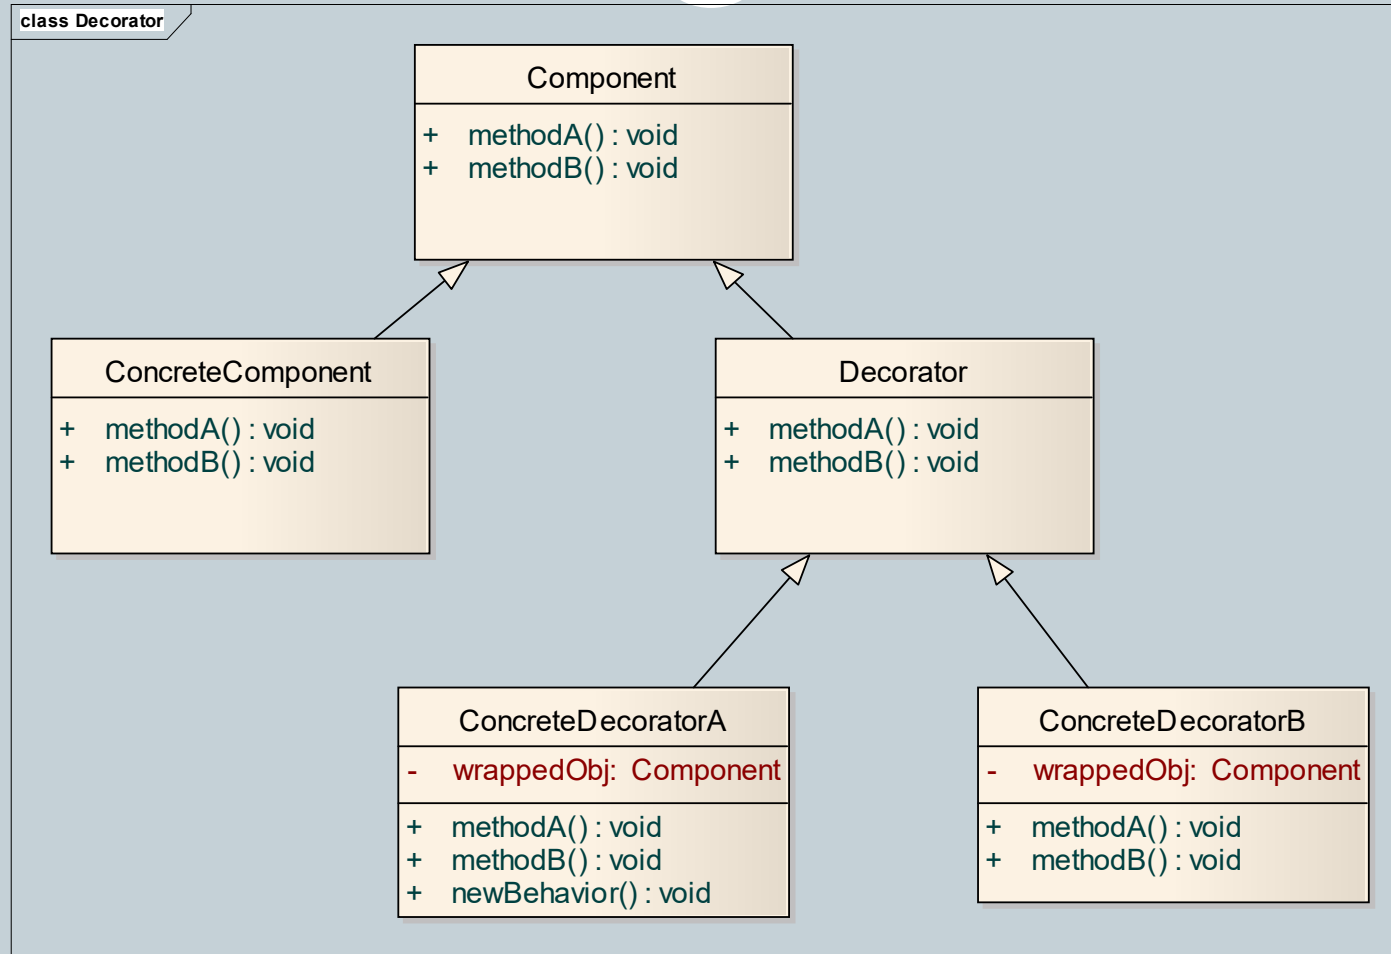 class Decorator
Component
+ methodA() : void
+ methodB() : void
ConcreteComponent
+ methodA() : void
+ methodB() : void
Decorator
+ methodA() : void
+ methodB() : void
ConcreteDecoratorA
- wrappedObj: Component
+ methodA() : void
+ methodB() : void
+ newBehavior() : void
ConcreteDecoratorB
- wrappedObj: Component
+ methodA() : void
+ methodB() : void